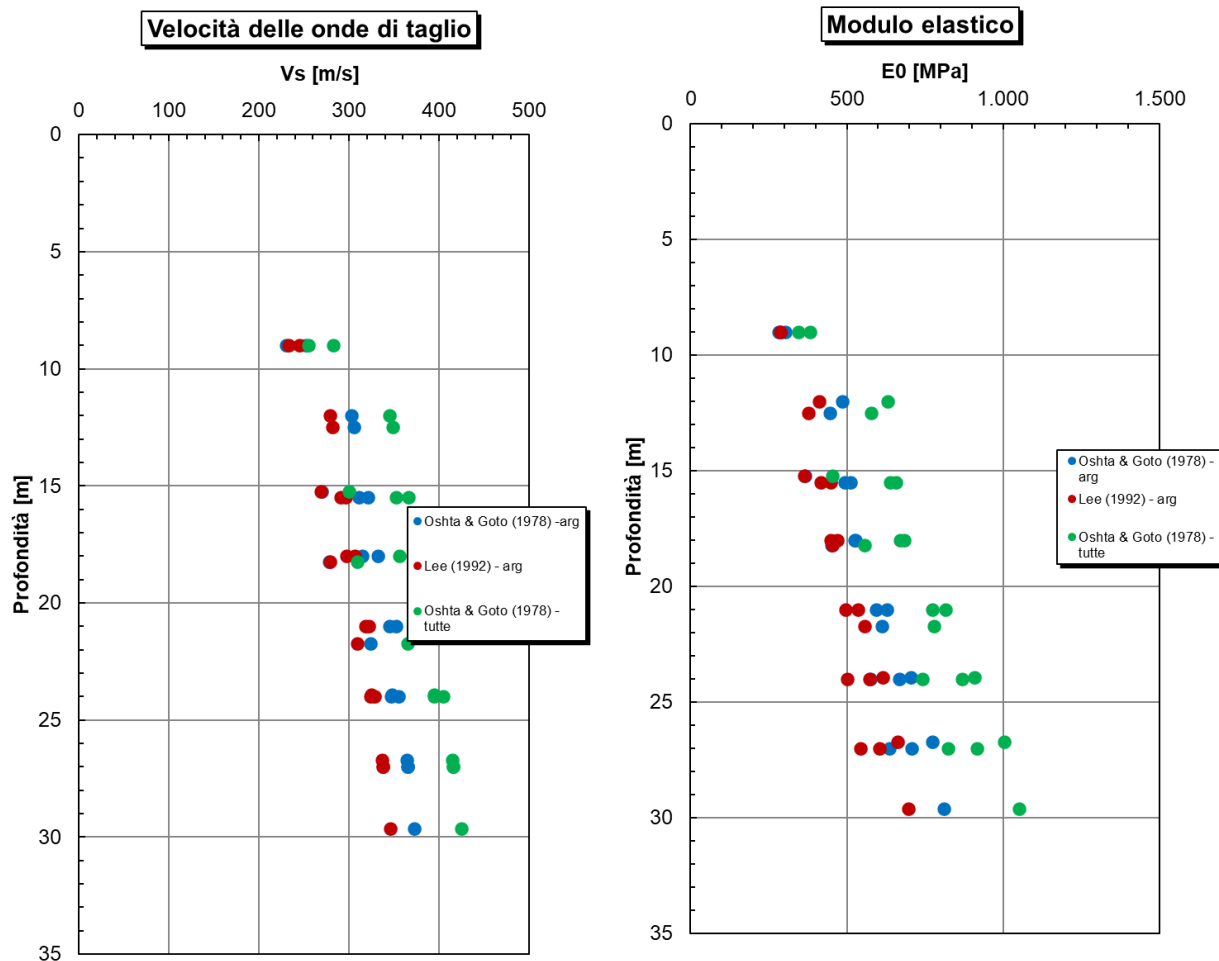 Velocità delle onde di taglio
Vs [m/s]
0 100 200 300 400 500
0
5
10
15
20
25
30
35
Profondità [m]
Oshta & Goto (1978) -arg
Lee (1992) - arg
Oshta & Goto (1978) -
tutte
Modulo elastico
E0 [MPa]
0 500 1.000 1.500
0
5
10
15
20
25
30
35
Profondità [m]
Oshta & Goto (1978) -
arg
Lee (1992) - arg
Oshta & Goto (1978) -
tutte